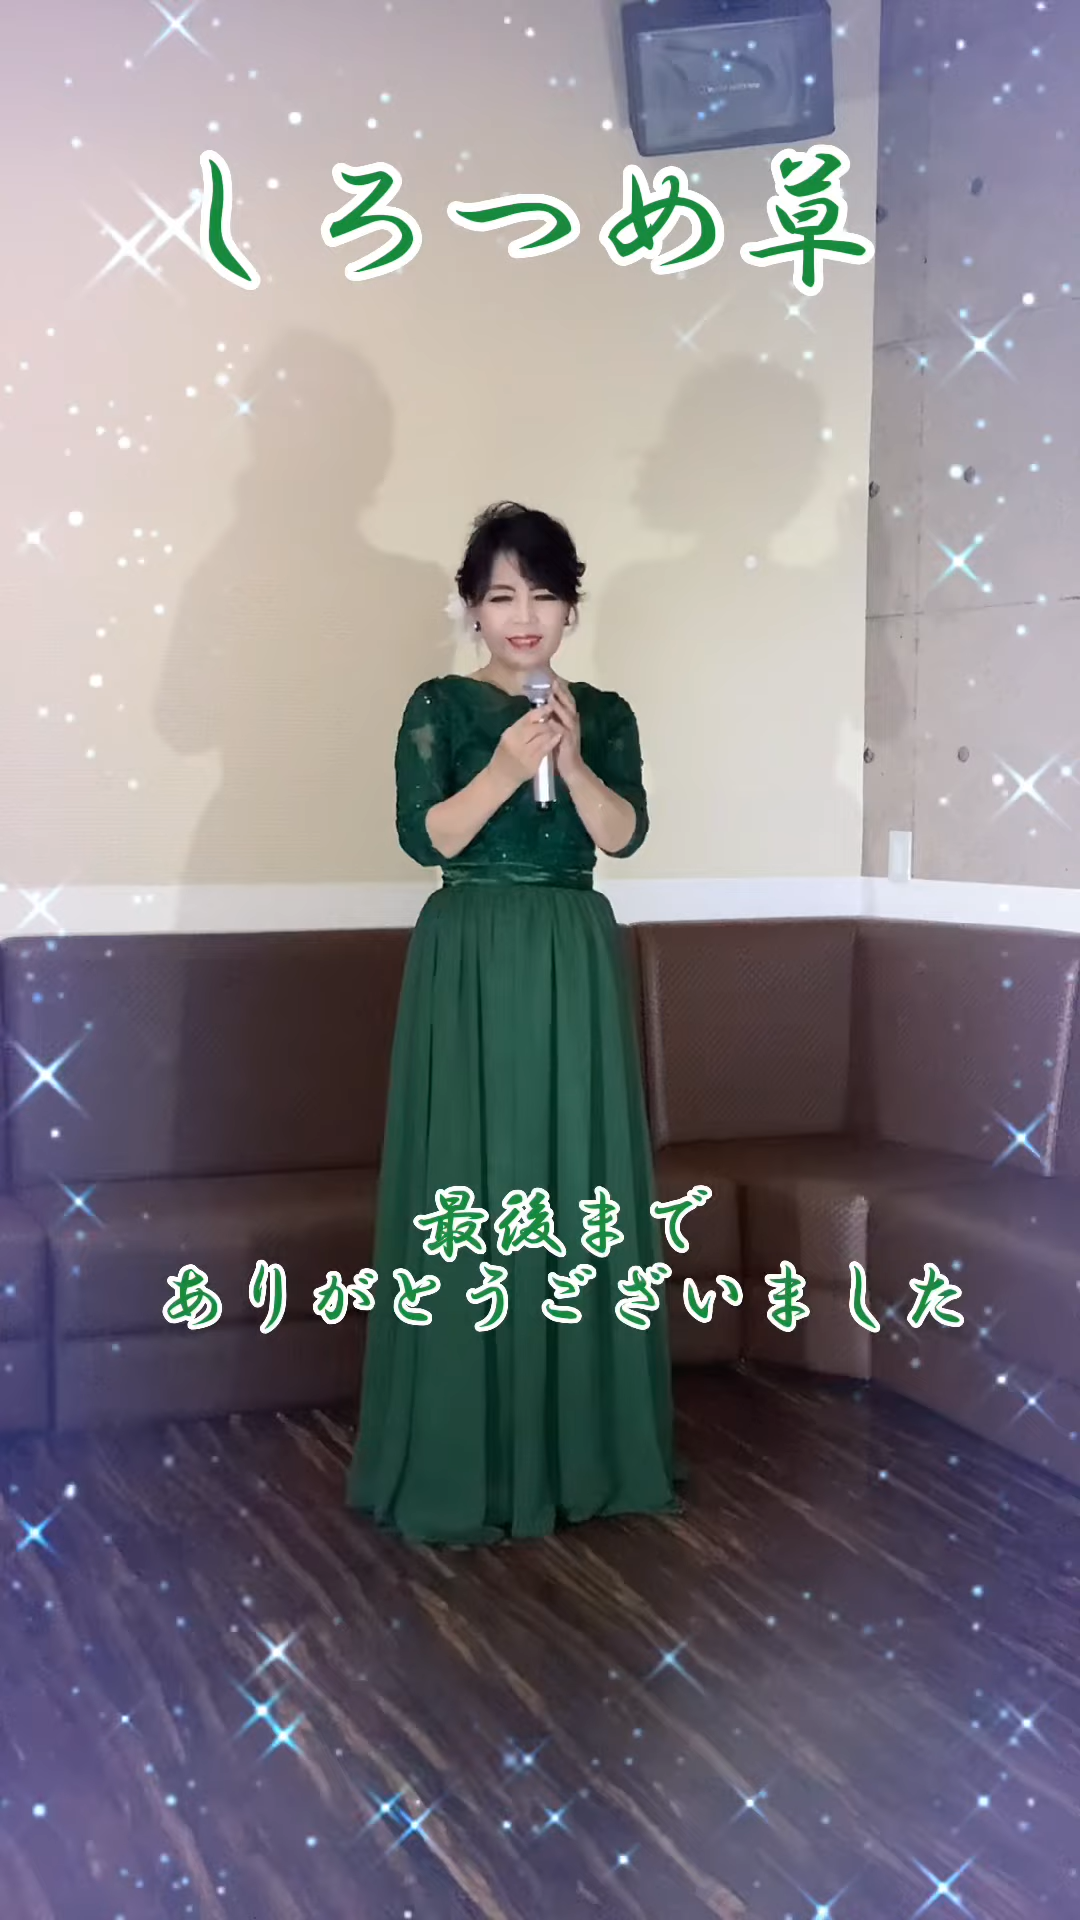 しろつめ草
最後まで
ありがとうございました